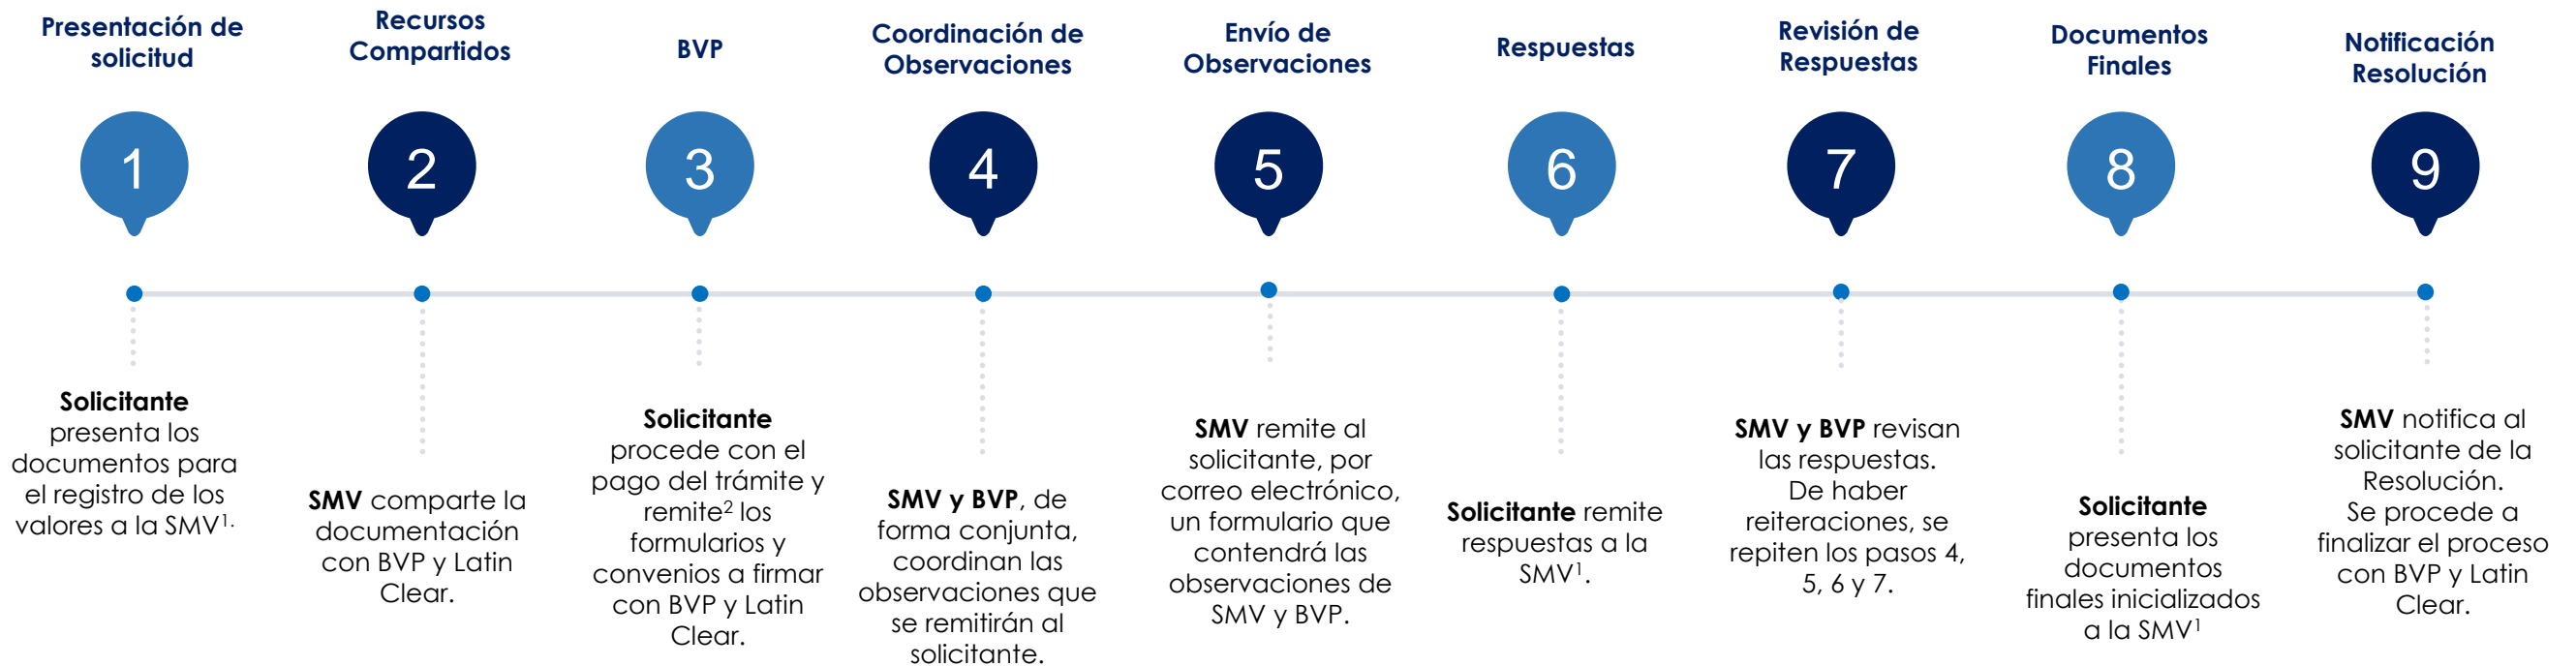 Presentación de
solicitud
1
Solicitante
presenta los
documentos para
el registro de los
valores a la SMV1.
Recursos
Compartidos
2
SMV comparte la
documentación
con BVP y Latin
Clear.
BVP
3
Solicitante
procede con el
pago del trámite y
remite2 los
formularios y
convenios a firmar
con BVP y Latin
Clear.
Coordinación de
Observaciones
4
SMV y BVP, de
forma conjunta,
coordinan las
observaciones que
se remitirán al
solicitante.
Envío de
Observaciones
5
SMV remite al
solicitante, por
correo electrónico,
un formulario que
contendrá las
observaciones de
SMV y BVP.
Respuestas
6
Solicitante remite
respuestas a la
SMV1.
Revisión de
Respuestas
7
SMV y BVP revisan
las respuestas.
De haber
reiteraciones, se
repiten los pasos 4,
5, 6 y 7.
Documentos
Finales
8
Solicitante
presenta los
documentos
finales inicializados
a la SMV1
Notificación
Resolución
9
SMV notifica al
solicitante de la
Resolución.
Se procede a
finalizar el proceso
con BVP y Latin
Clear.